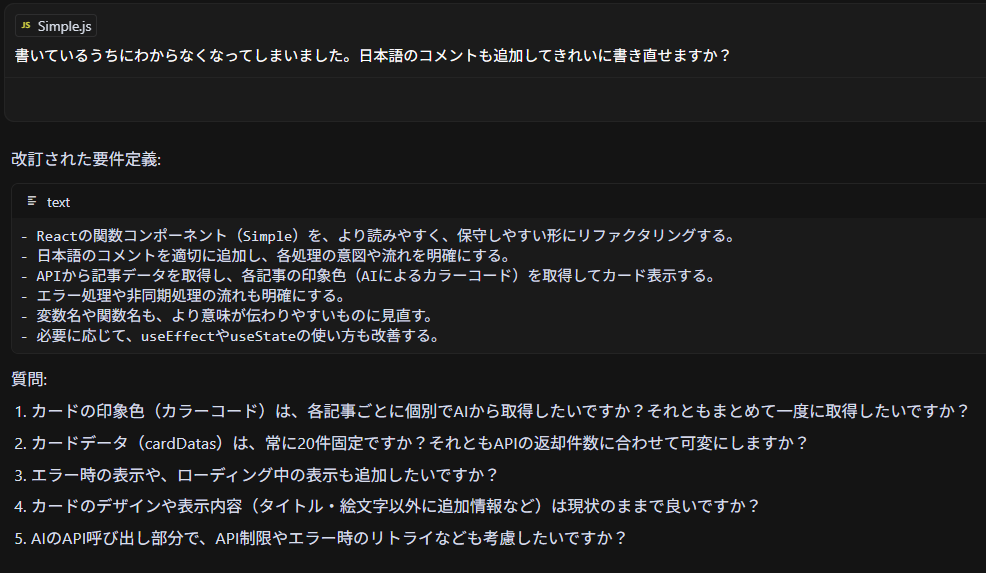 JS Simple.js
書いているうちにわからなくなってしまいました。日本語のコメントも追加してきれいに書き直せますか？
改訂された要件定義:
text
- Reactの関数コンポーネント（Simple）を、より読みやすく、保守しやすい形にリファクタリングする。
- 日本語のコメントを適切に追加し、各処理の意図や流れを明確にする。
- APIから記事データを取得し、各記事の印象色（AIによるカラーコード）を取得してカード表示する。
- エラー処理や非同期処理の流れも明確にする。
- 変数名や関数名も、より意味が伝わりやすいものに見直す。
- 必要に応じて、useEffectやuseStateの使い方も改善する。
質問:
1. カードの印象色（カラーコード）は、各記事ごとに個別でAIから取得したいですか？それともまとめて一度に取得したいですか？
2. カードデータ（cardDatas）は、常に20件固定ですか？それともAPIの返却件数に合わせて可変にしますか？
3. エラー時の表示や、ローディング中の表示も追加したいですか？
4. カードのデザインや表示内容（タイトル・絵文字以外に追加情報など）は現状のままで良いですか？
5. AIのAPI呼び出し部分で、API制限やエラー時のリトライなども考慮したいですか？